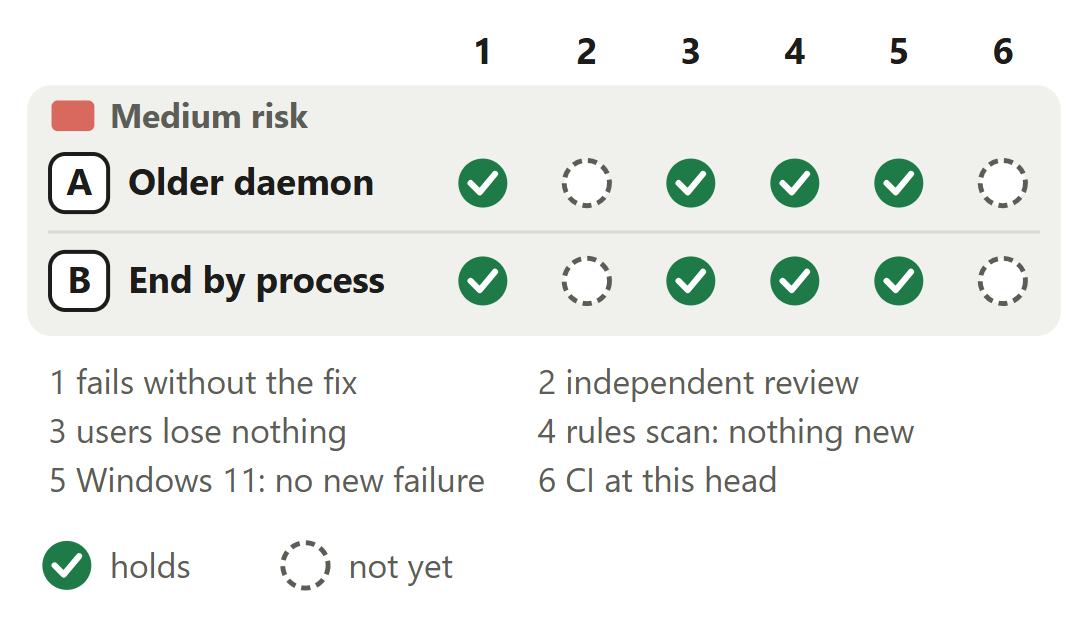 1 2 3 4 5 6
Medium risk
A Older daemon
B End by process
1 fails without the fix 2 independent review
3 users lose nothing 4 rules scan: nothing new
5 Windows 11: no new failure 6 CI at this head
holds not yet